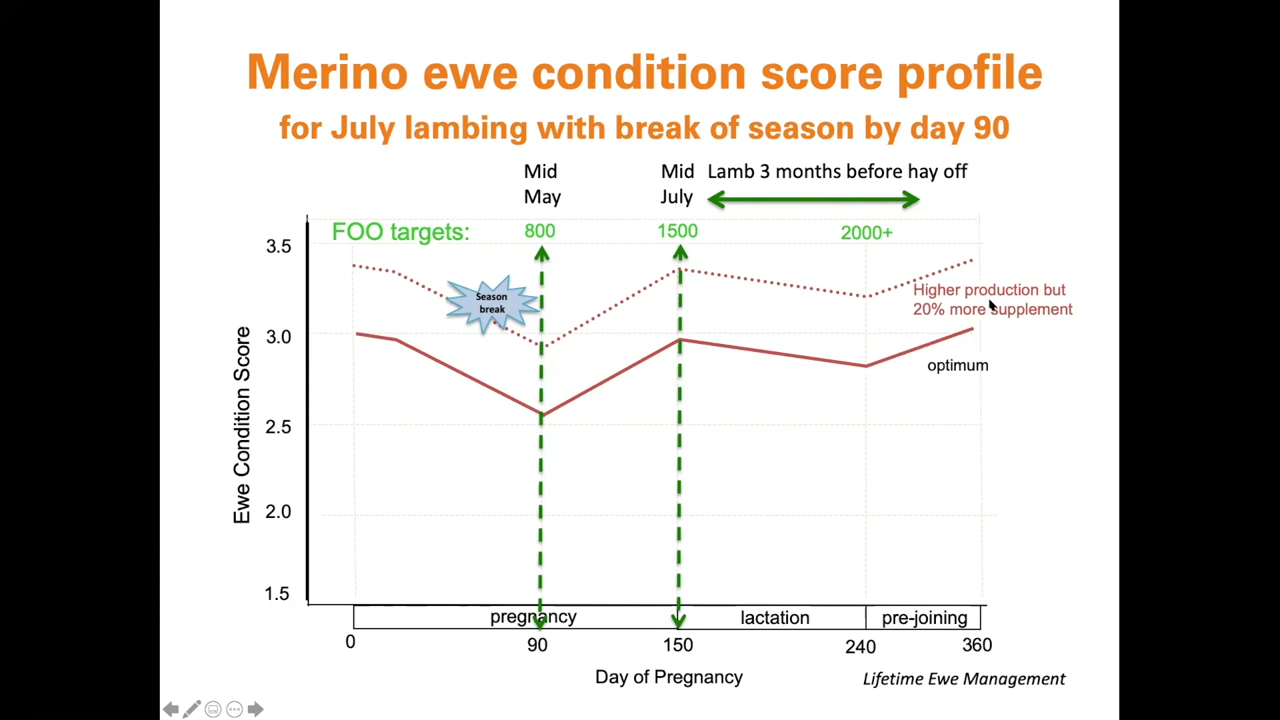 Merino ewe condition score profile
for July lambing with break of season by day 90
Mid
May
Mid
July
Lamb 3 months before hay off
FOO targets:
800
1500
2000+
3.5
3.0
2.5
2.0
1.5
Ewe Condition Score
Season
break
Higher production but
20% more supplement
optimum
pregnancy
lactation
pre-joining
0
90
150
240
360
Day of Pregnancy
Lifetime Ewe Management